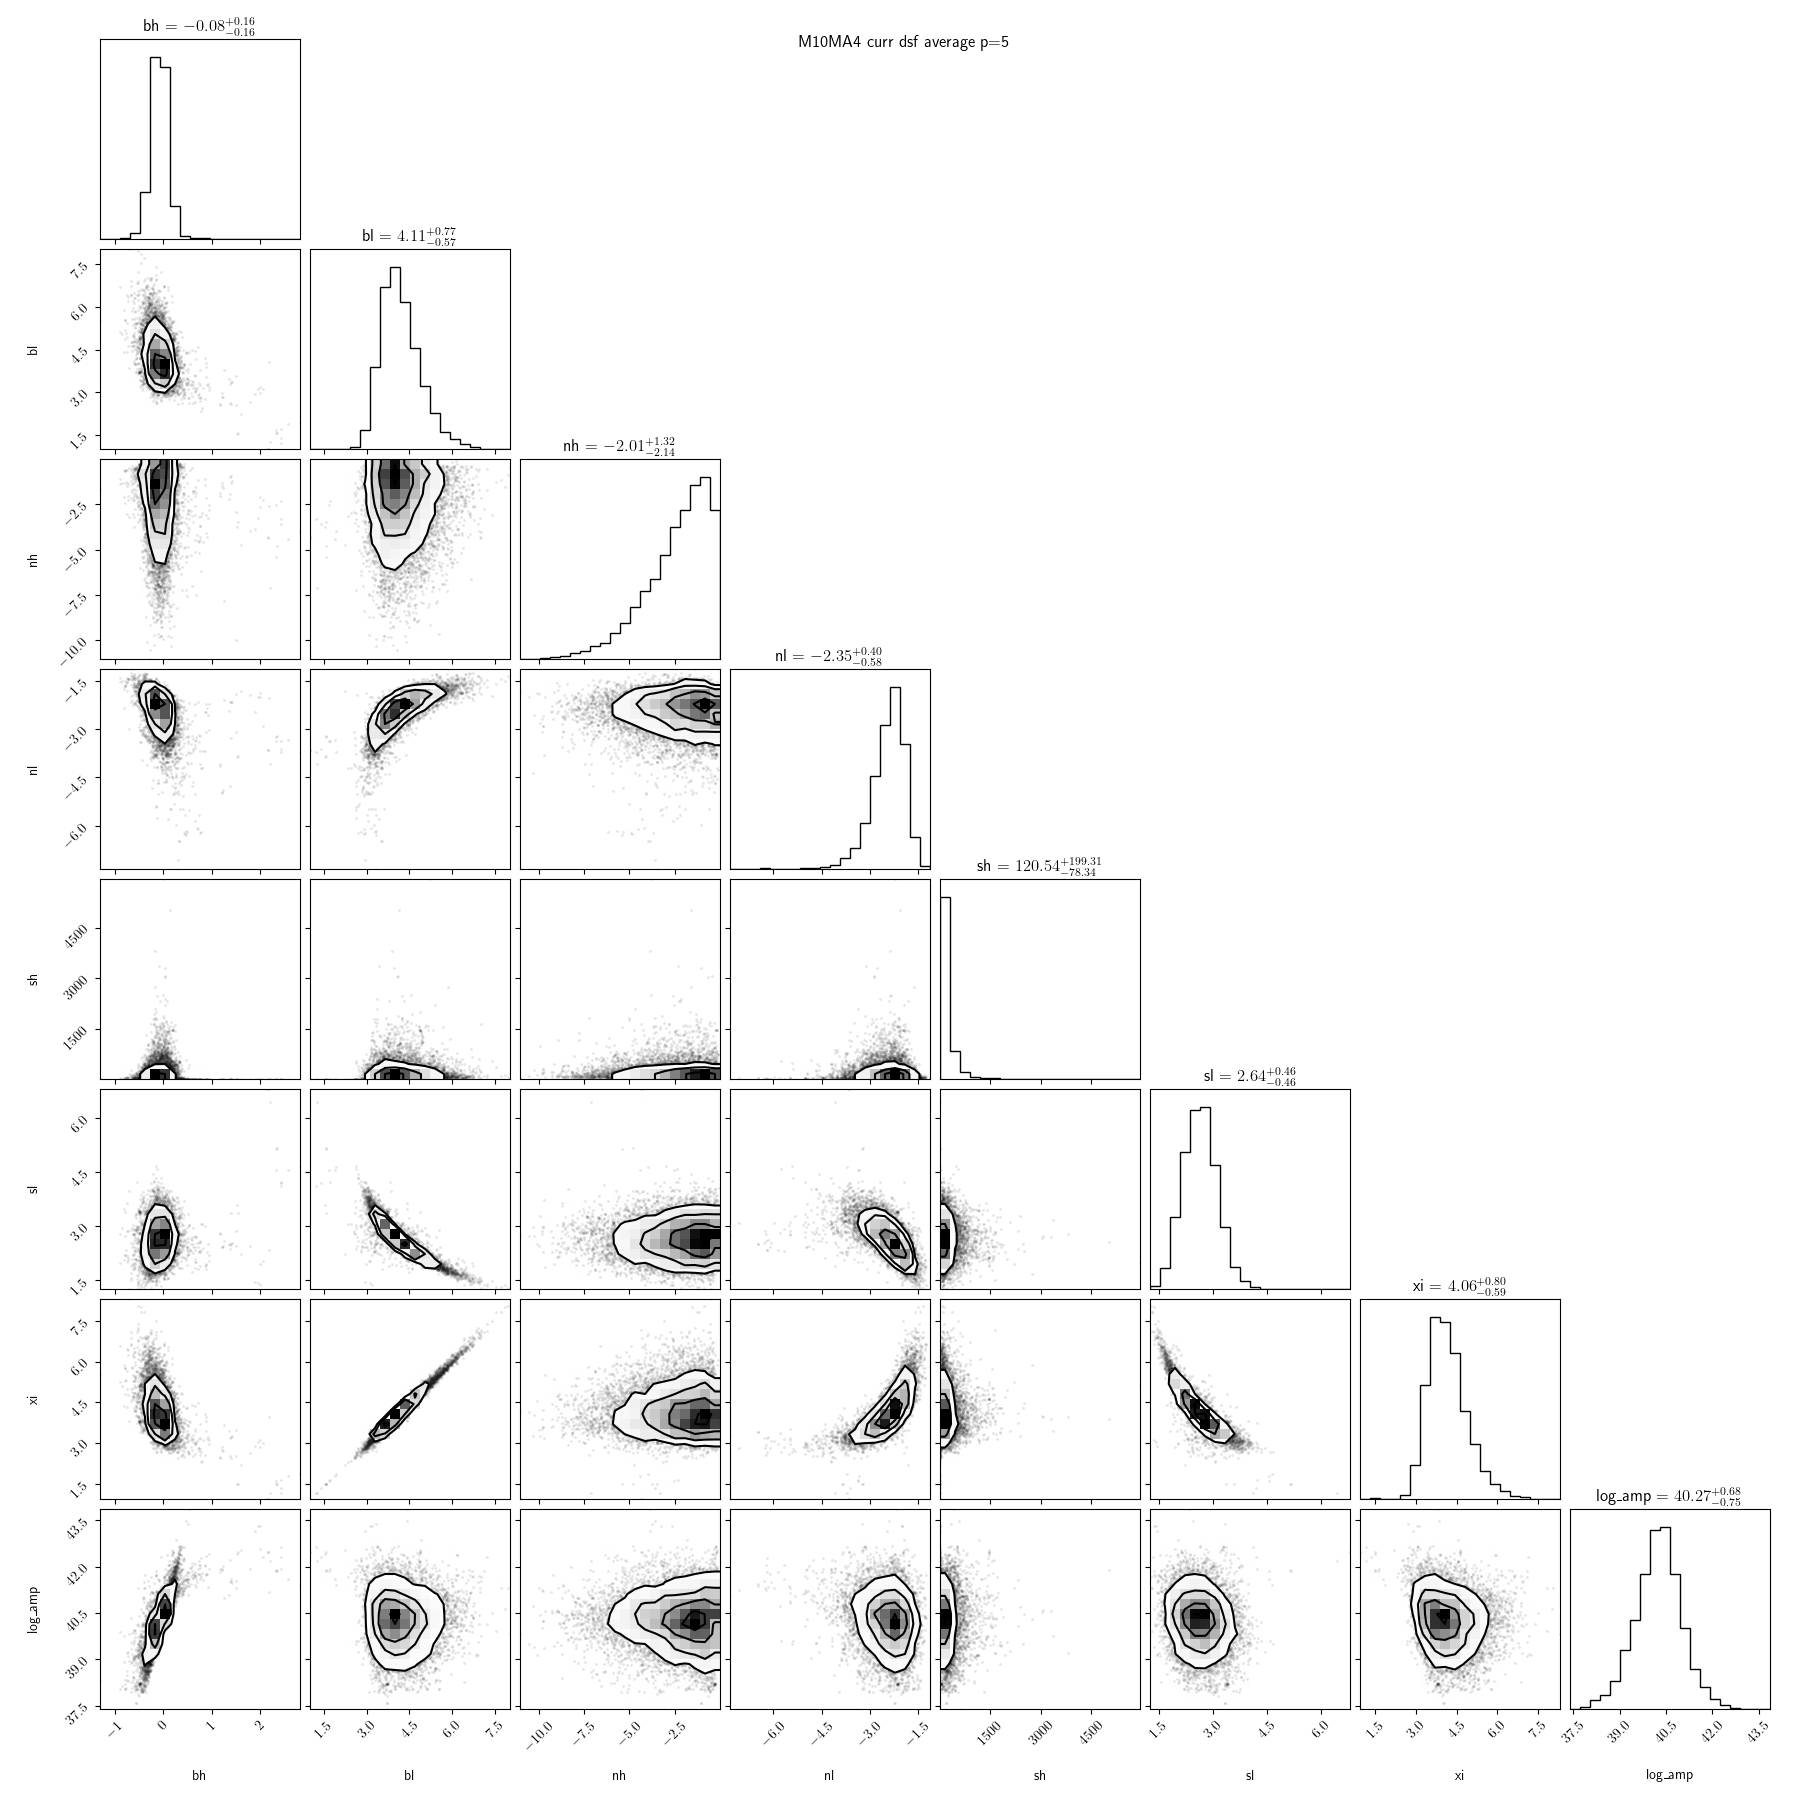 bh = −0.08+0.16−0.16
M10MA4 curr dsf average p=5
bl = 4.11+0.77−0.57
7.5
6.0
4.5
3.0
1.5
bl
nh = −2.01+1.32−2.14
−2.5
−5.0
−7.5
−10.0
nh
nl = −2.35+0.40−0.58
−1.5
−3.0
−4.5
−6.0
nl
sh = 120.54+199.31−78.34
4500
3000
1500
sh
sl = 2.64+0.46−0.46
6.0
4.5
3.0
1.5
sl
xi = 4.06+0.80−0.59
7.5
6.0
4.5
3.0
1.5
xi
log_amp = 40.27+0.68−0.75
43.5
42.0
40.5
39.0
37.5
log_amp
−1 0 1 2
1.5 3.0 4.5 6.0 7.5
−10.0 −7.5 −5.0 −2.5
−6.0 −4.5 −3.0 −1.5
1500 3000 4500
1.5 3.0 4.5 6.0
1.5 3.0 4.5 6.0 7.5
37.5 39.0 40.5 42.0 43.5
bh bl nh nl sh sl xi log_amp